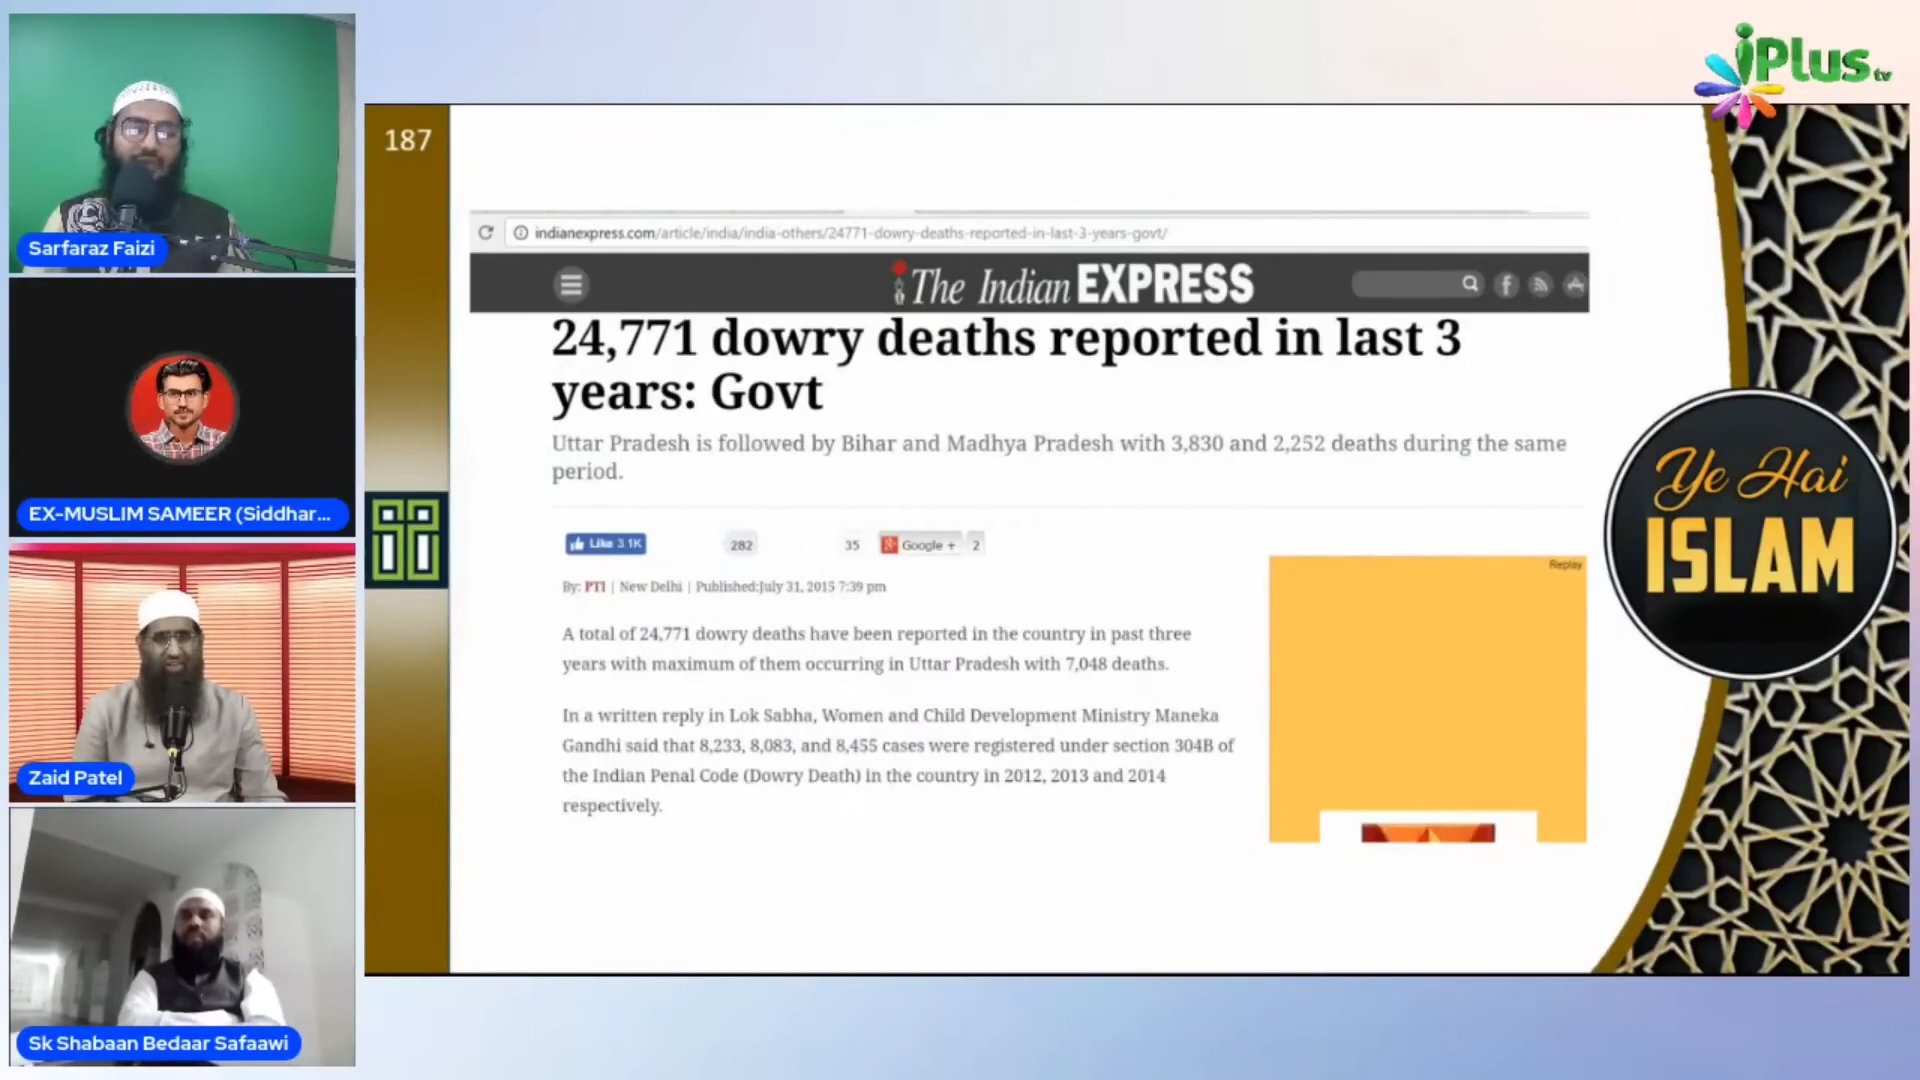 iPlus tv
Sarfaraz Faizi
EX-MUSLIM SAMEER (Siddhar...
Zaid Patel
Sk Shabaan Bedaar Safaawi
187
indianexpress.com/article/india/india-others/24771-dowry-deaths-reported-in-last-3-years-govt/
The Indian EXPRESS
24,771 dowry deaths reported in last 3
years: Govt
Uttar Pradesh is followed by Bihar and Madhya Pradesh with 3,830 and 2,252 deaths during the same
period.
Like 3.1K
282
35
Google +
2
By: PTI | New Delhi | Published:July 31, 2015 7:39 pm
Replay
A total of 24,771 dowry deaths have been reported in the country in past three
years with maximum of them occurring in Uttar Pradesh with 7,048 deaths.
In a written reply in Lok Sabha, Women and Child Development Ministry Maneka
Gandhi said that 8,233, 8,083, and 8,455 cases were registered under section 304B of
the Indian Penal Code (Dowry Death) in the country in 2012, 2013 and 2014
respectively.
Ye Hai
ISLAM